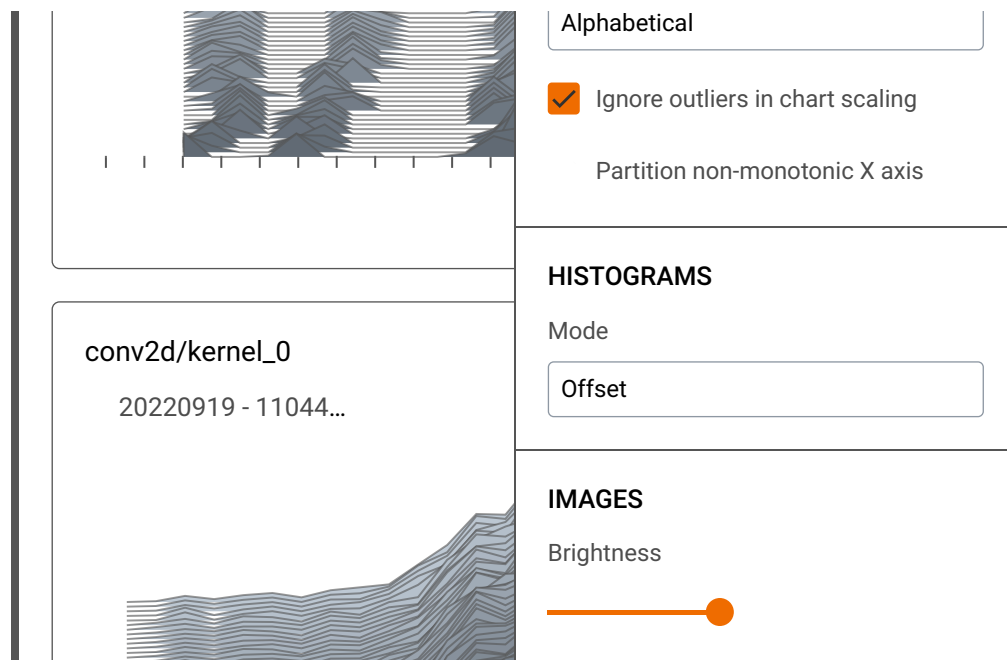 Alphabetical
Ignore outliers in chart scaling
Partition non-monotonic X axis
HISTOGRAMS
Mode
Offset
IMAGES
Brightness
conv2d/kernel_0
20220919 - 11044...